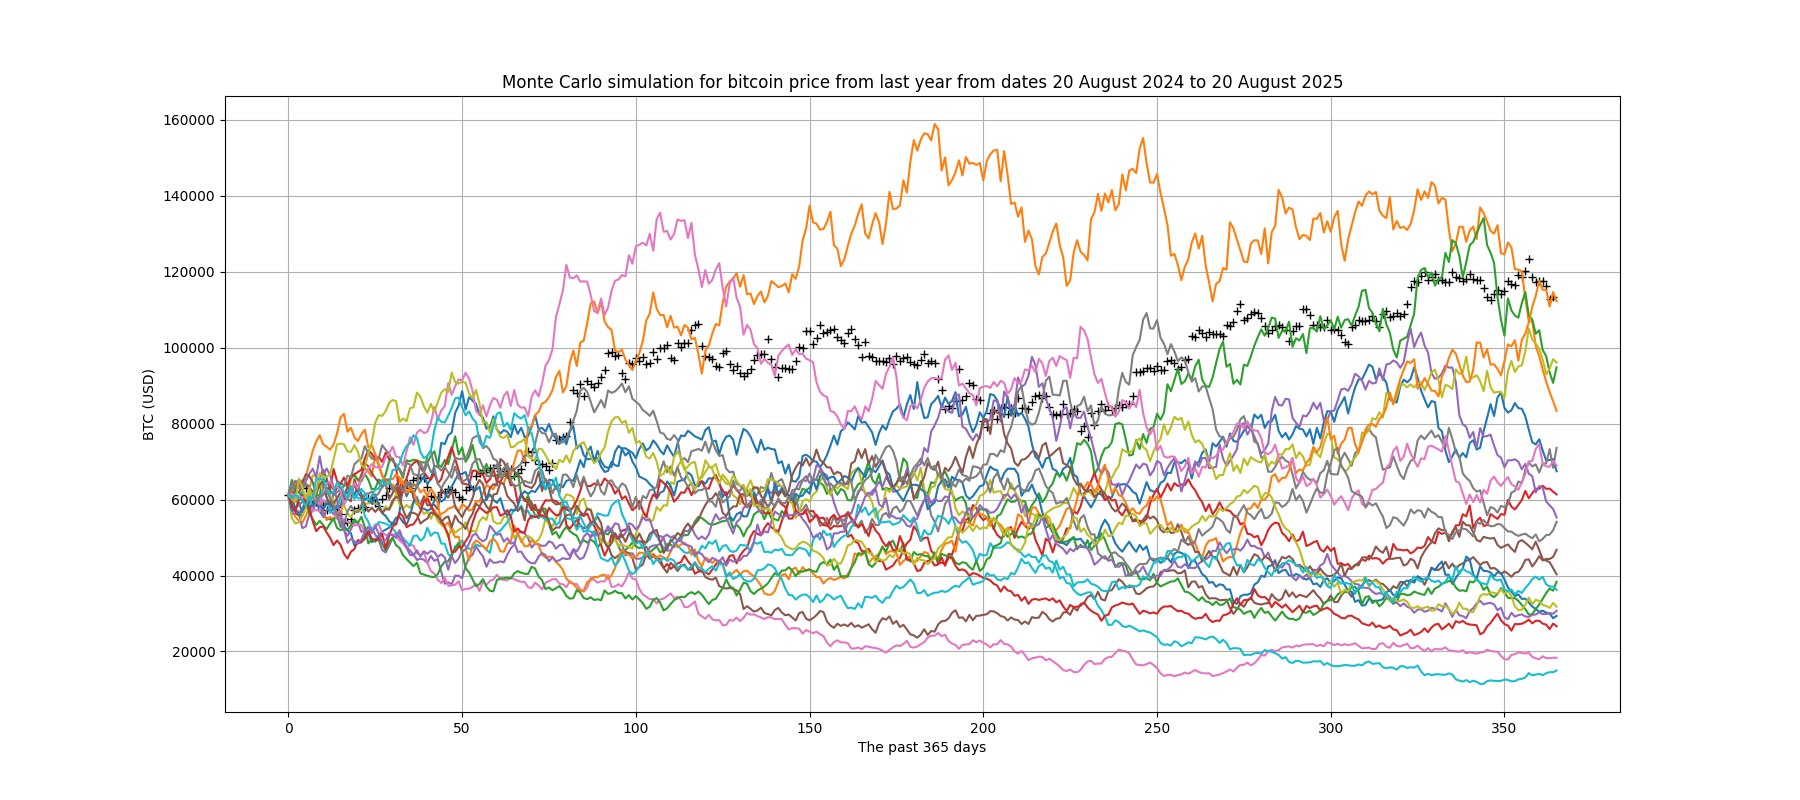 Monte Carlo simulation for bitcoin price from last year from dates 20 August 2024 to 20 August 2025
160000
140000
120000
100000
80000
60000
40000
20000
BTC (USD)
0 50 100 150 200 250 300 350
The past 365 days